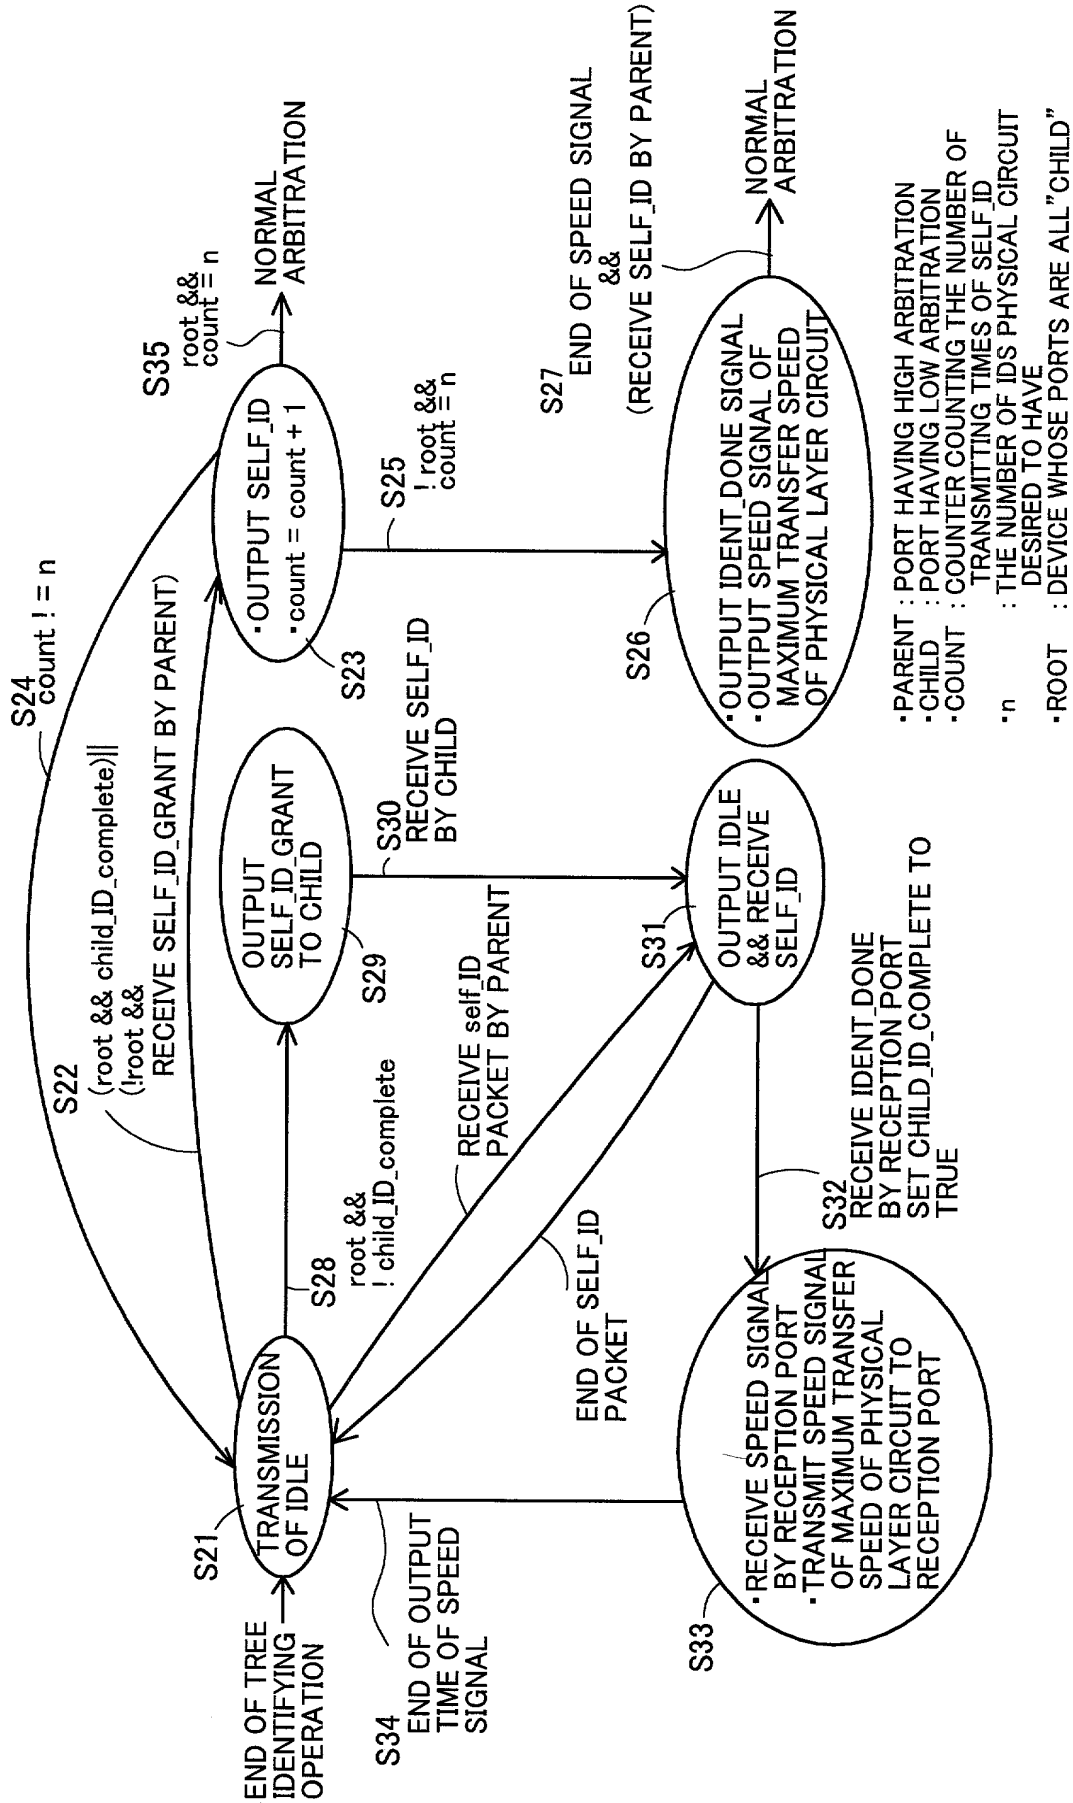 END OF TREE
IDENTIFYING
OPERATION
S21
TRANSMISSION
OF IDLE
S22
(root && child_ID_complete)||
(!root &&
RECEIVE SELF_ID_GRANT BY PARENT)
S24
count ! = n
S23
・OUTPUT SELF_ID
・count = count + 1
S35
root &&
count = n
NORMAL
ARBITRATION
S28
root &&
! child_ID_complete
OUTPUT
SELF_ID_GRANT
TO CHILD
S29
S25
! root &&
count = n
S30
RECEIVE SELF_ID
BY CHILD
RECEIVE self_ID
PACKET BY PARENT
END OF SELF_ID
PACKET
S31
OUTPUT IDLE
&& RECEIVE
SELF_ID
S26
・OUTPUT IDENT_DONE SIGNAL
・OUTPUT SPEED SIGNAL OF
MAXIMUM TRANSFER SPEED
OF PHYSICAL LAYER CIRCUIT
S27
END OF SPEED SIGNAL
&&
(RECEIVE SELF_ID BY PARENT)
NORMAL
ARBITRATION
S34
END OF OUTPUT
TIME OF SPEED
SIGNAL
S33
・RECEIVE SPEED SIGNAL
BY RECEPTION PORT
・TRANSMIT SPEED SIGNAL
OF MAXIMUM TRANSFER
SPEED OF PHYSICAL
LAYER CIRCUIT TO
RECEPTION PORT
S32
RECEIVE IDENT_DONE
BY RECEPTION PORT
SET CHILD_ID_COMPLETE TO
TRUE
・PARENT : PORT HAVING HIGH ARBITRATION
・CHILD : PORT HAVING LOW ARBITRATION
・COUNT : COUNTER COUNTING THE NUMBER OF
TRANSMITTING TIMES OF SELF_ID
・n : THE NUMBER OF IDS PHYSICAL CIRCUIT
DESIRED TO HAVE
・ROOT : DEVICE WHOSE PORTS ARE ALL"CHILD"